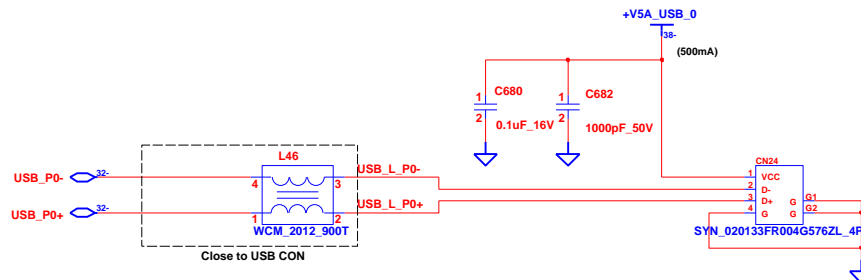 +V5A_USB_0
38-
(500mA)
1
C680
2
0.1uF_16V
1
C682
2
1000pF_50V
L46
USB_P0-
32-
4
3
USB_L_P0-
USB_P0+
32-
1
2
USB_L_P0+
WCM_2012_900T
Close to USB CON
CN24
1
VCC
2
D-
3
D+
G
G1
4
G
G
G2
SYN_020133FR004G576ZL_4P